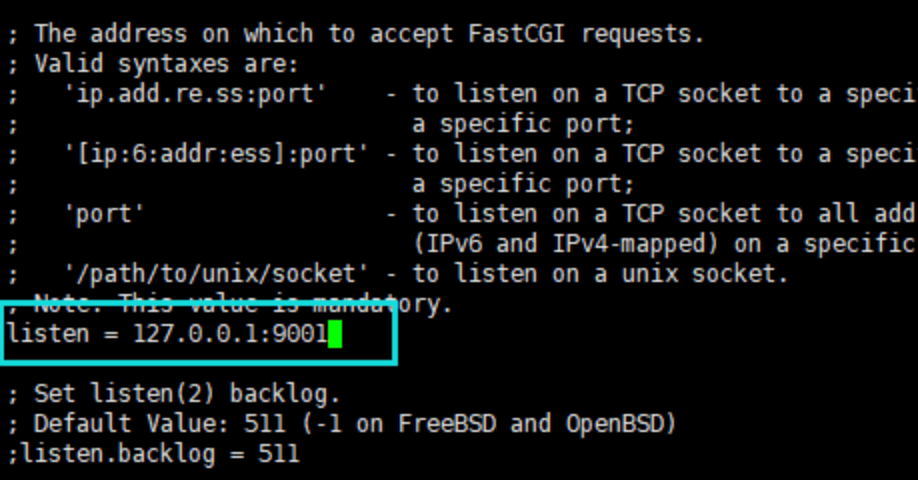 ; The address on which to accept FastCGI requests.
; Valid syntaxes are:
;   'ip.add.re.ss:port'    - to listen on a TCP socket to a speci
;                            a specific port;
;   '[ip:6:addr:ess]:port' - to listen on a TCP socket to a speci
;                            a specific port;
;   'port'                 - to listen on a TCP socket to all add
;                            (IPv6 and IPv4-mapped) on a specific
;   '/path/to/unix/socket' - to listen on a unix socket.
; Note: This value is mandatory.
listen = 127.0.0.1:9001
; Set listen(2) backlog.
; Default Value: 511 (-1 on FreeBSD and OpenBSD)
;listen.backlog = 511